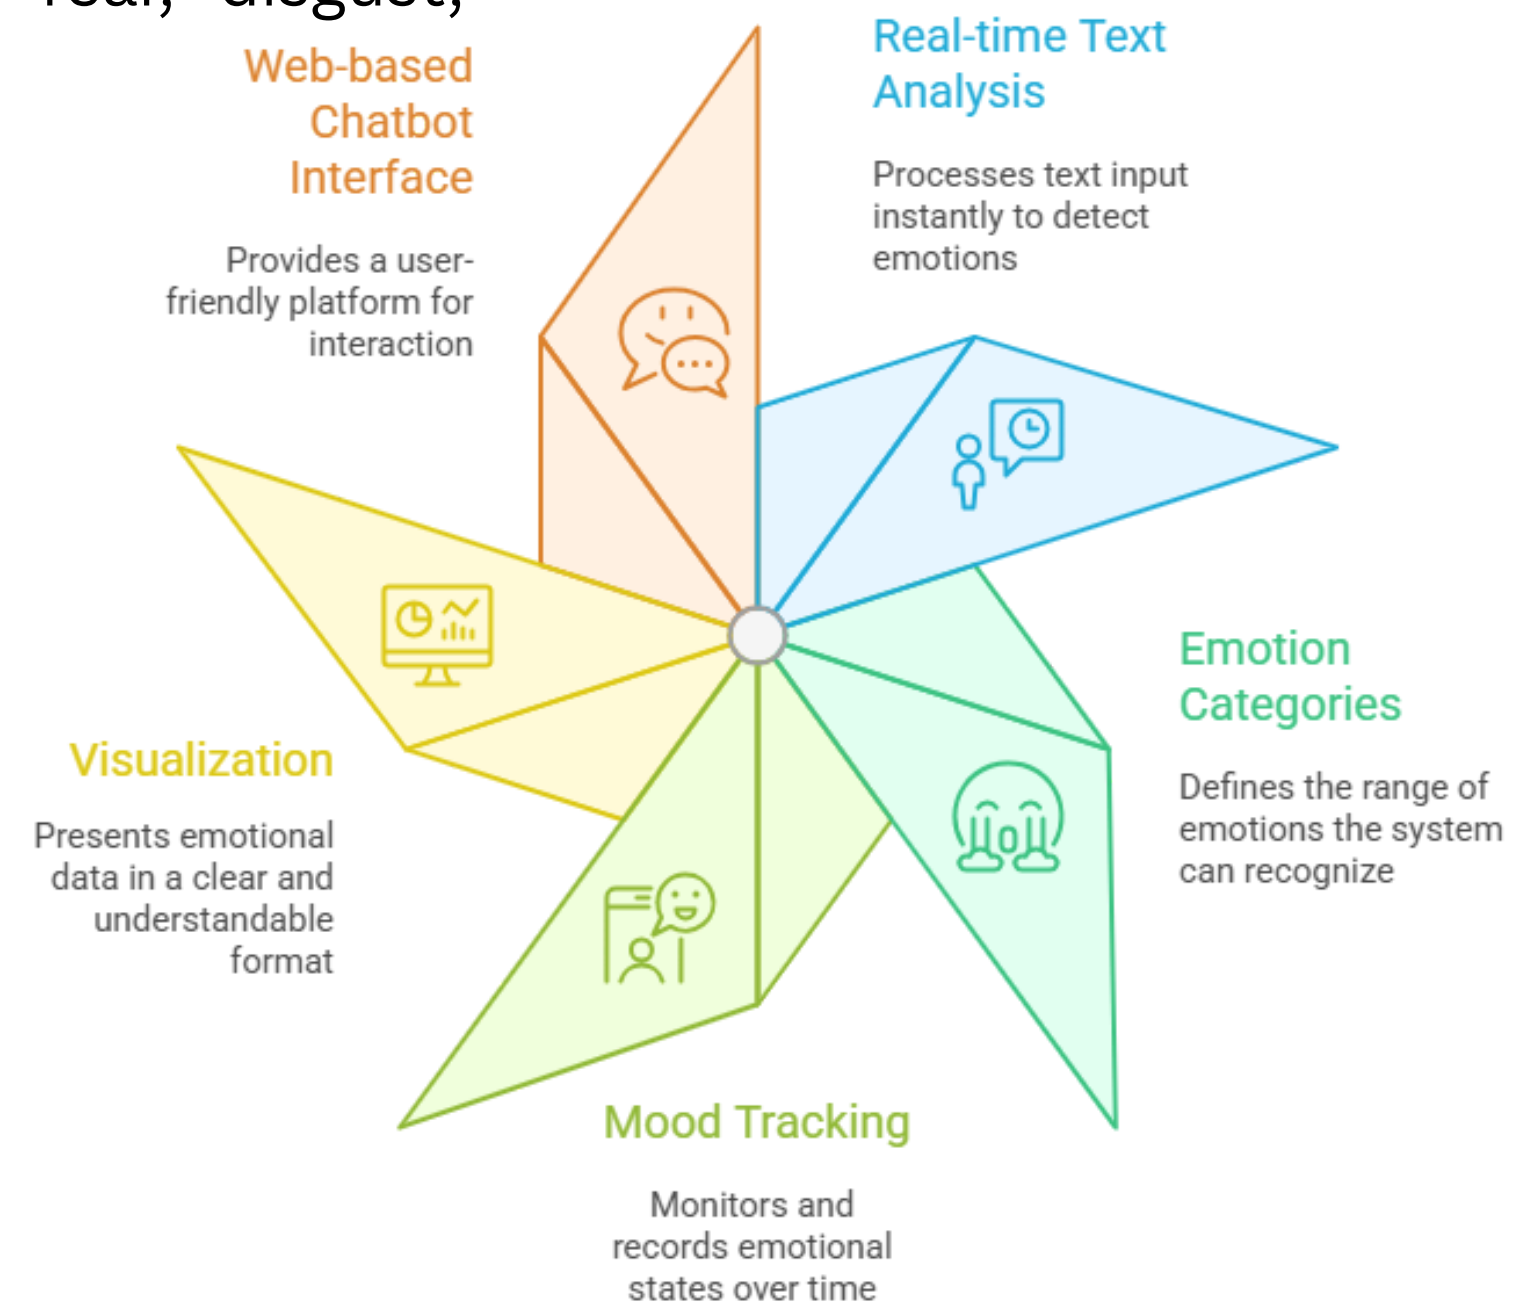 disgust,
Web-based
Chatbot
Interface
Provides a user-
friendly platform for
interaction
Real-time Text
Analysis
Processes text input
instantly to detect
emotions
Emotion
Categories
Defines the range of
emotions the system
can recognize
Visualization
Presents emotional
data in a clear and
understandable
format
Mood Tracking
Monitors and
records emotional
states over time